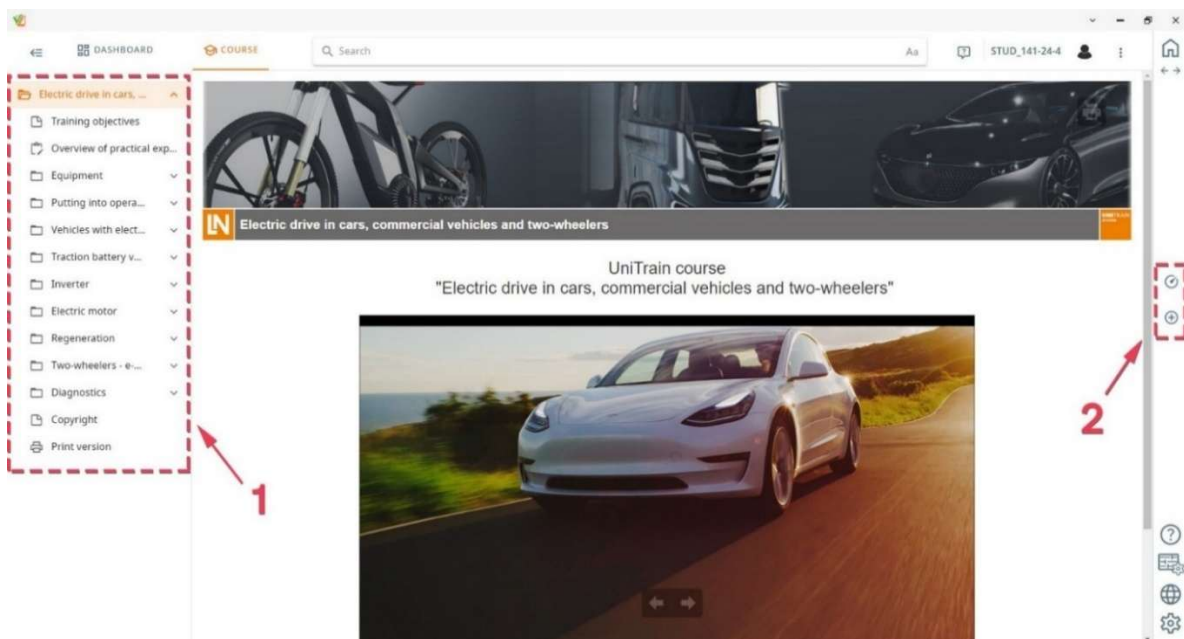 DASHBOARD
COURSE
Search
Aa
STUD_141-24-4
Electric drive in cars, ...
Training objectives
Overview of practical exp...
Equipment
Putting into opera...
Vehicles with elect...
Traction battery v...
Inverter
Electric motor
Regeneration
Two-wheelers - e-...
Diagnostics
Copyright
Print version
1
LN Electric drive in cars, commercial vehicles and two-wheelers
UniTrain course
"Electric drive in cars, commercial vehicles and two-wheelers"
2